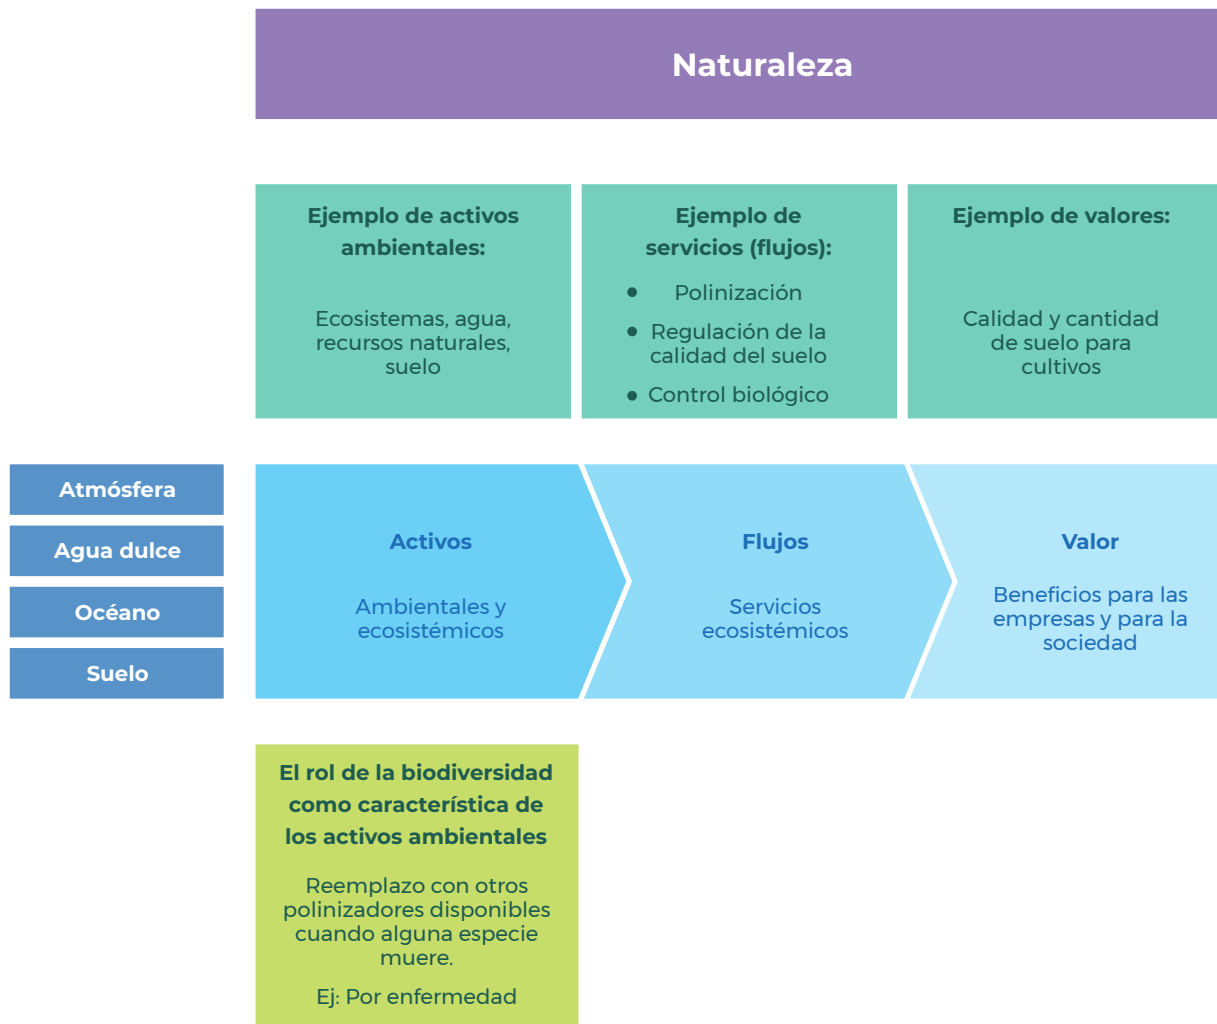 Naturaleza
Ejemplo de activos
ambientales:
Ecosistemas, agua,
recursos naturales,
suelo
Ejemplo de
servicios (flujos):
• Polinización
• Regulación de la
calidad del suelo
• Control biológico
Ejemplo de valores:
Calidad y cantidad
de suelo para
cultivos
Atmósfera
Agua dulce
Océano
Suelo
Activos
Ambientales y
ecosistémicos
Flujos
Servicios
ecosistémicos
Valor
Beneficios para las
empresas y para la
sociedad
El rol de la biodiversidad
como característica de
los activos ambientales
Reemplazo con otros
polinizadores disponibles
cuando alguna especie
muere.
Ej: Por enfermedad